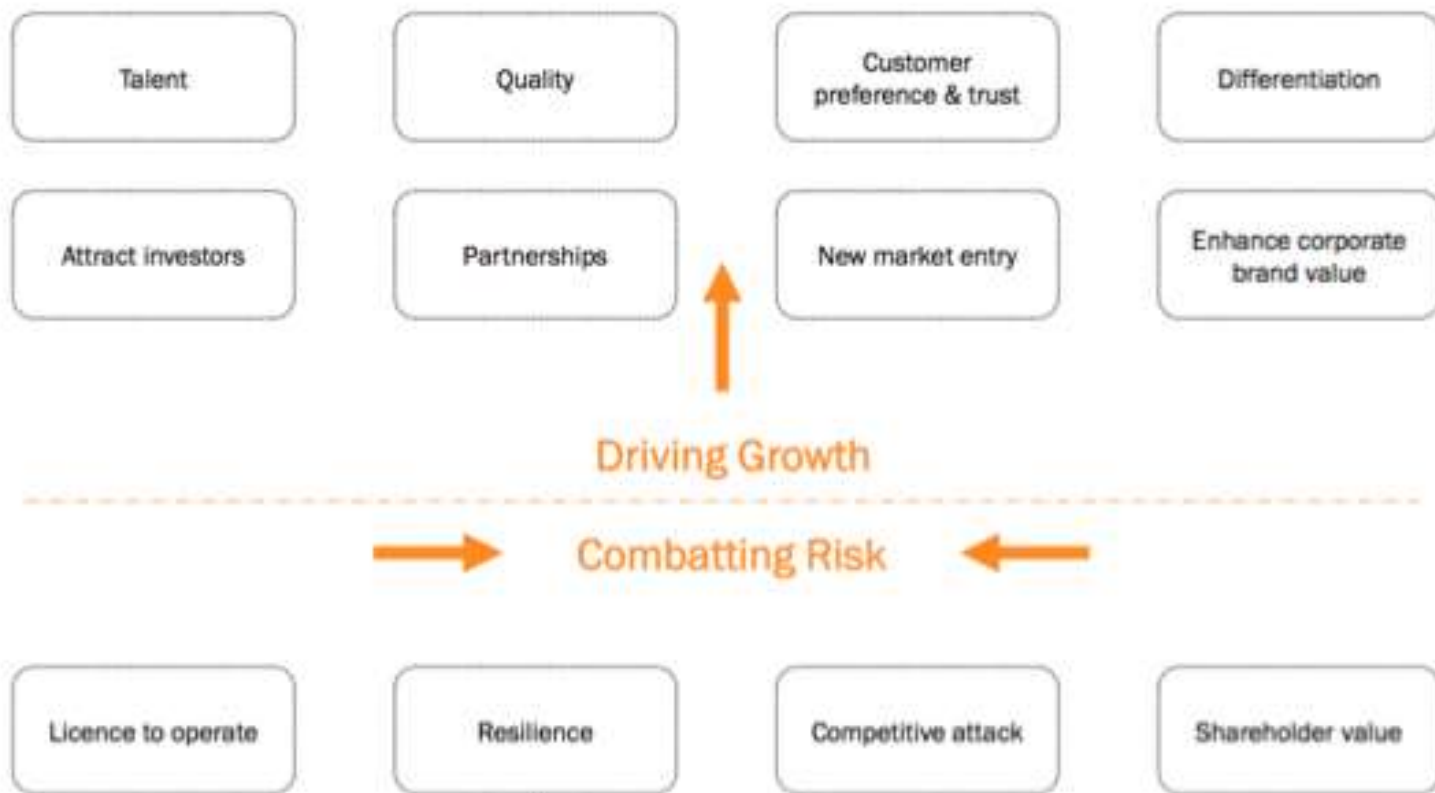 Talent
Quality
Customer
preference & trust
Differentiation
Attract investors
Partnerships
New market entry
Enhance corporate
brand value
Driving Growth
Combatting Risk
Licence to operate
Resilience
Competitive attack
Shareholder value